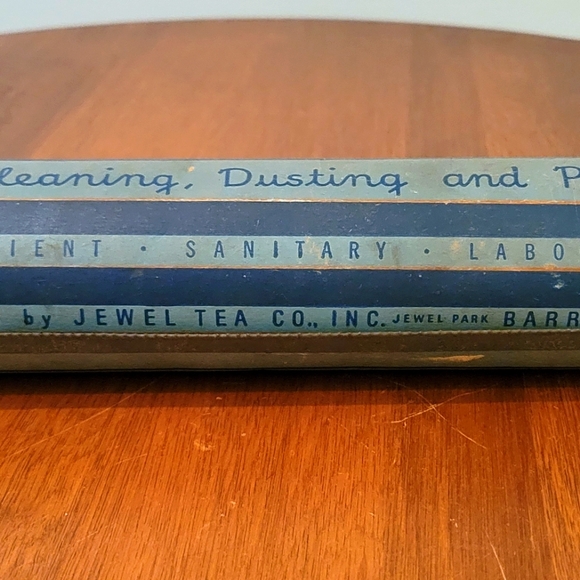 leaning, Dusting and P
IENT · SANITARY · LABO
by JEWEL TEA CO., INC. JEWEL PARK BARR